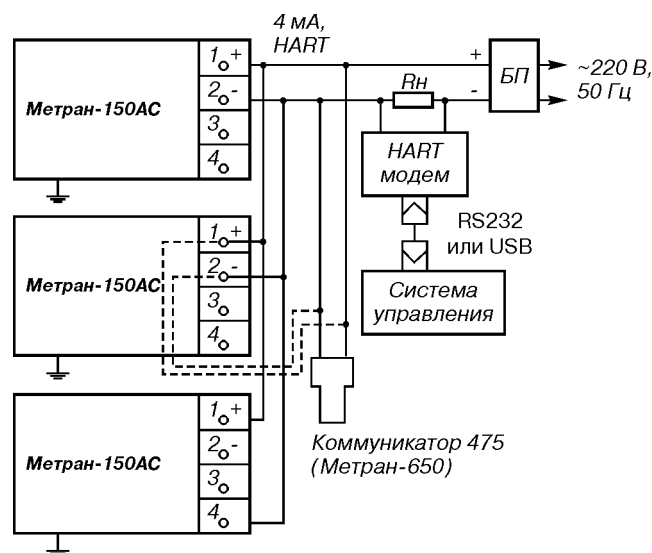 4 мА,
HART
Метран-150АС
1 +
2 -
3
4
+
-
Rн
БП
~220 В,
50 Гц
HART
модем
RS232
или USB
Система
управления
Метран-150АС
1 +
2 -
3
4
Метран-150АС
1 +
2 -
3
4
Коммуникатор 475
(Метран-650)